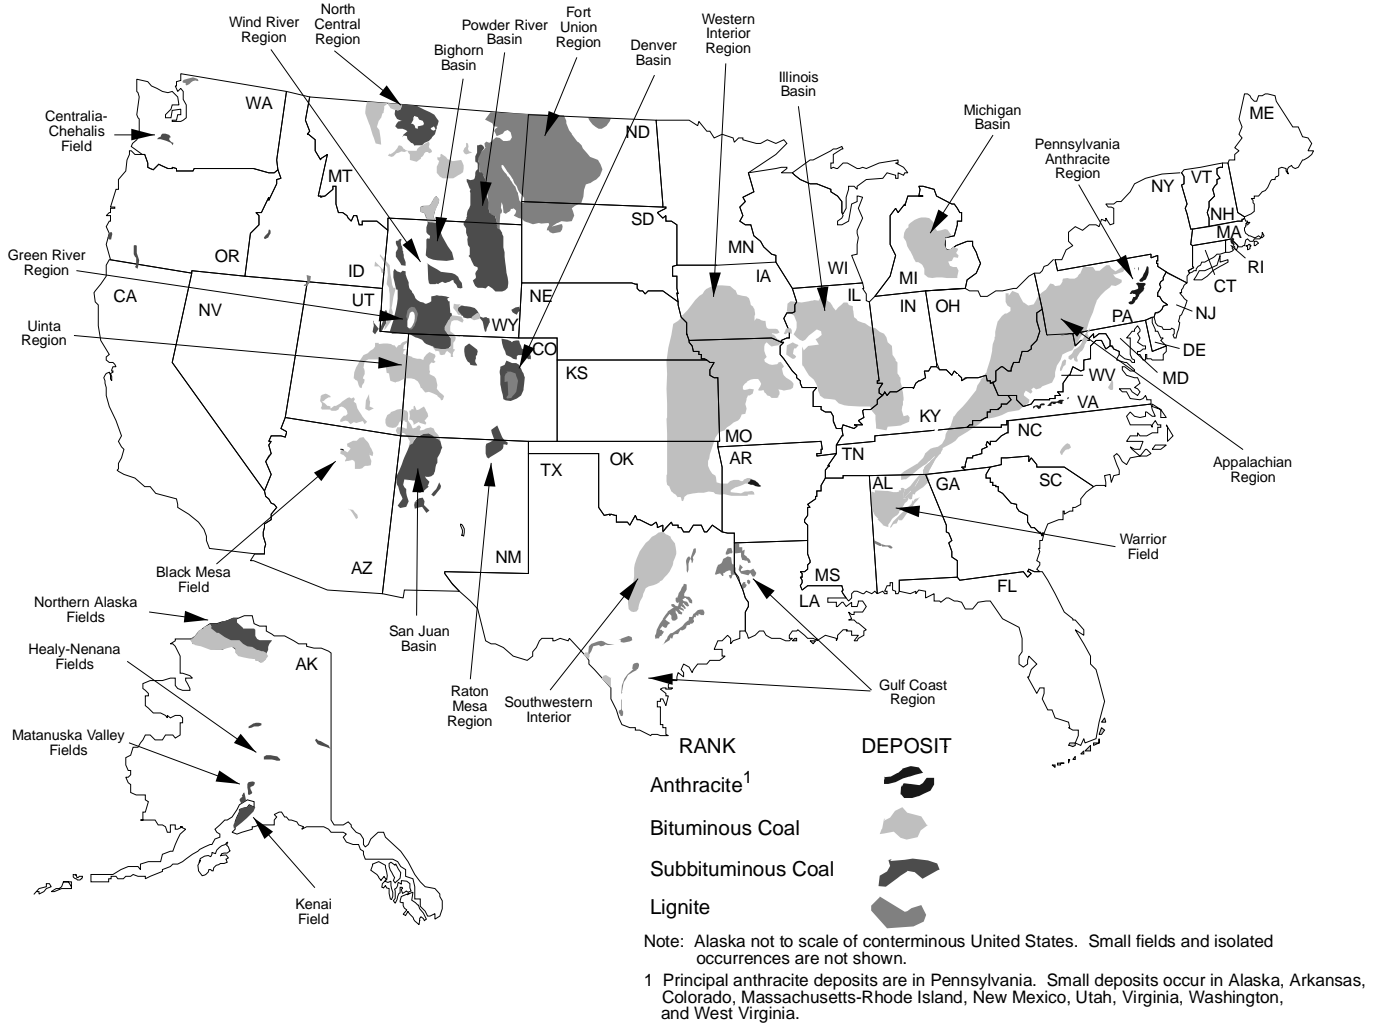 Wind River
Region
North
Central
Region
Bighorn
Basin
Powder River
Basin
Fort
Union
Region
Denver
Basin
Western
Interior
Region
Illinois
Basin
Michigan
Basin
Pennsylvania
Anthracite
Region
Centralia-
Chehalis
Field
Green River
Region
Uinta
Region
Black Mesa
Field
Northern Alaska
Fields
Healy-Nenana
Fields
Matanuska Valley
Fields
Kenai
Field
San Juan
Basin
Raton
Mesa
Region
Southwestern
Interior
Gulf Coast
Region
Warrior
Field
Appalachian
Region
WA
MT
ND
ME
OR
ID
SD
MN
WI
MI
NY
VT
NH
MA
RI
CT
CA
NV
UT
WY
NE
IA
IL
IN
OH
PA
NJ
DE
MD
WV
VA
CO
KS
MO
KY
NC
TN
SC
AZ
NM
TX
OK
AR
AL
GA
MS
LA
FL
AK
RANK
DEPOSIT
Anthracite1
Bituminous Coal
Subbituminous Coal
Lignite
Note: Alaska not to scale of conterminous United States. Small fields and isolated
occurrences are not shown.
1 Principal anthracite deposits are in Pennsylvania. Small deposits occur in Alaska, Arkansas,
Colorado, Massachusetts-Rhode Island, New Mexico, Utah, Virginia, Washington,
and West Virginia.